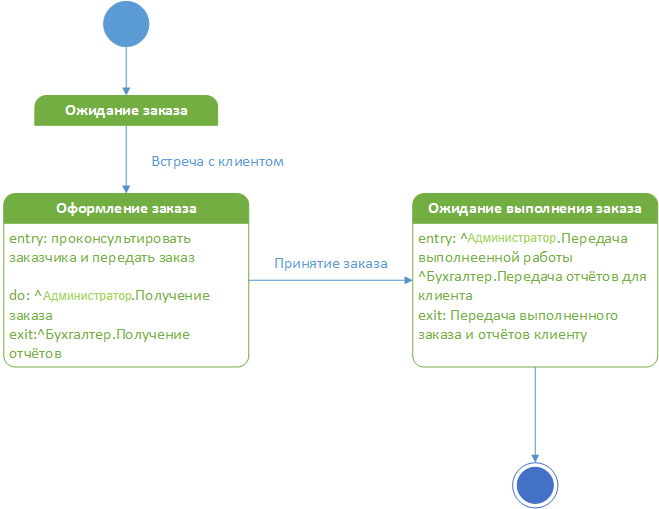 Ожидание заказа
Встреча с клиентом
Оформление заказа
entry: проконсультировать
заказчика и передать заказ
do: ^Администратор.Получение
заказа
exit:^Бухгалтер.Получение
отчётов
Принятие заказа
Ожидание выполнения заказа
entry: ^Администратор.Передача
выполнеенной работы
^Бухгалтер.Передача отчётов для
клиента
exit: Передача выполненного
заказа и отчётов клиенту